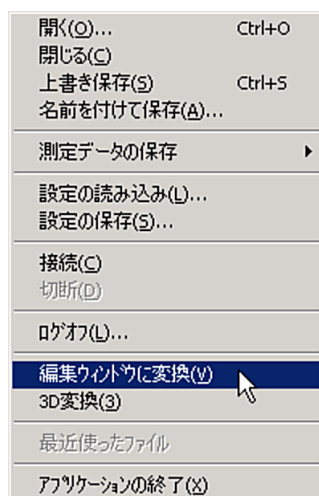 開く(O)... Ctrl+O
閉じる(C)
上書き保存(S) Ctrl+S
名前を付けて保存(A)...
測定データの保存
設定の読み込み(L)...
設定の保存(S)...
接続(C)
切断(D)
ﾛｸﾞｵﾌ(L)...
編集ｳｨﾝﾄﾞｳに変換(V)
3D変換(3)
最近使ったﾌｧｲﾙ
ｱﾌﾟﾘｹｰｼｮﾝの終了(X)